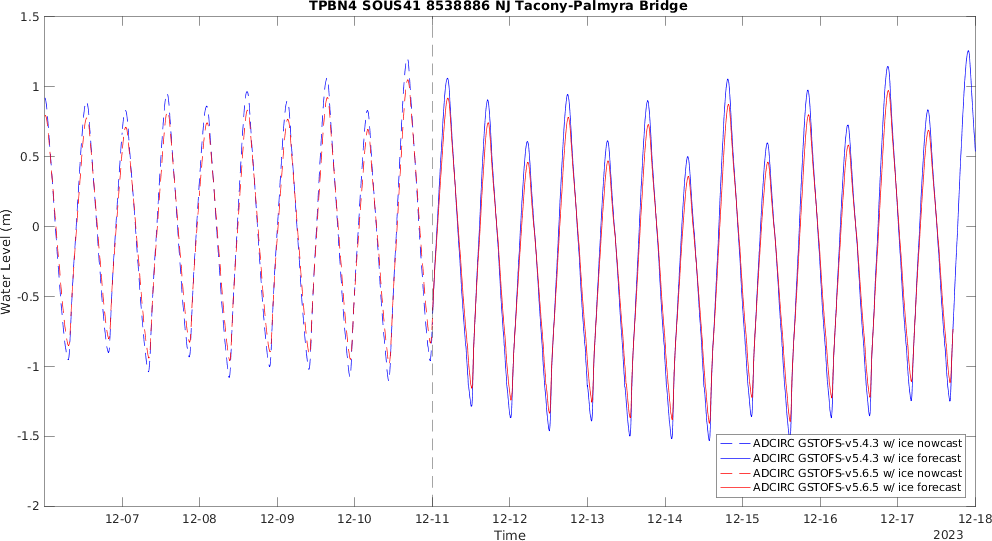 TPBN4 SOUS41 8538886 NJ Tacony-Palmyra Bridge
1.5
1
0.5
0
-0.5
-1
-1.5
-2
Water Level (m)
12-07 12-08 12-09 12-10 12-11 12-12 12-13 12-14 12-15 12-16 12-17 12-18
Time
2023
ADCIRC GSTOFS-v5.4.3 w/ ice nowcast
ADCIRC GSTOFS-v5.4.3 w/ ice forecast
ADCIRC GSTOFS-v5.6.5 w/ ice nowcast
ADCIRC GSTOFS-v5.6.5 w/ ice forecast